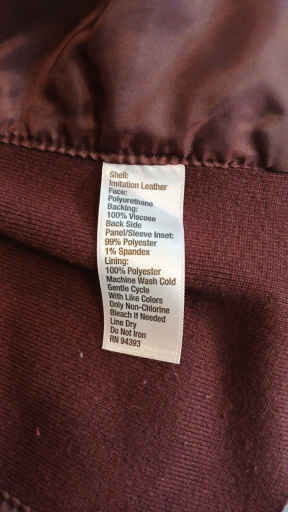 Shell:
Imitation Leather
Face:
Polyurethane
Backing:
100% Viscose
Back Side
Panel/Sleeve Inset:
99% Polyester
1% Spandex
Lining:
100% Polyester
Machine Wash Cold
Gentle Cycle
With Like Colors
Only Non-Chlorine
Bleach If Needed
Line Dry
Do Not Iron
RN 94393